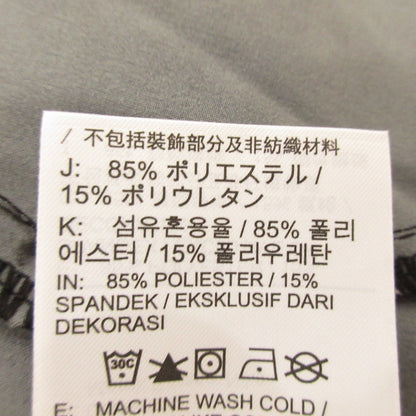 / 不包括裝飾部分及非紡織材料
J: 85% ポリエステル /
15% ポリウレタン
K: 섬유혼용율 / 85% 폴리
에스터 / 15% 폴리우레탄
IN: 85% POLIESTER / 15%
SPANDEK / EKSKLUSIF DARI
DEKORASI
30C
E: MACHINE WASH COLD /